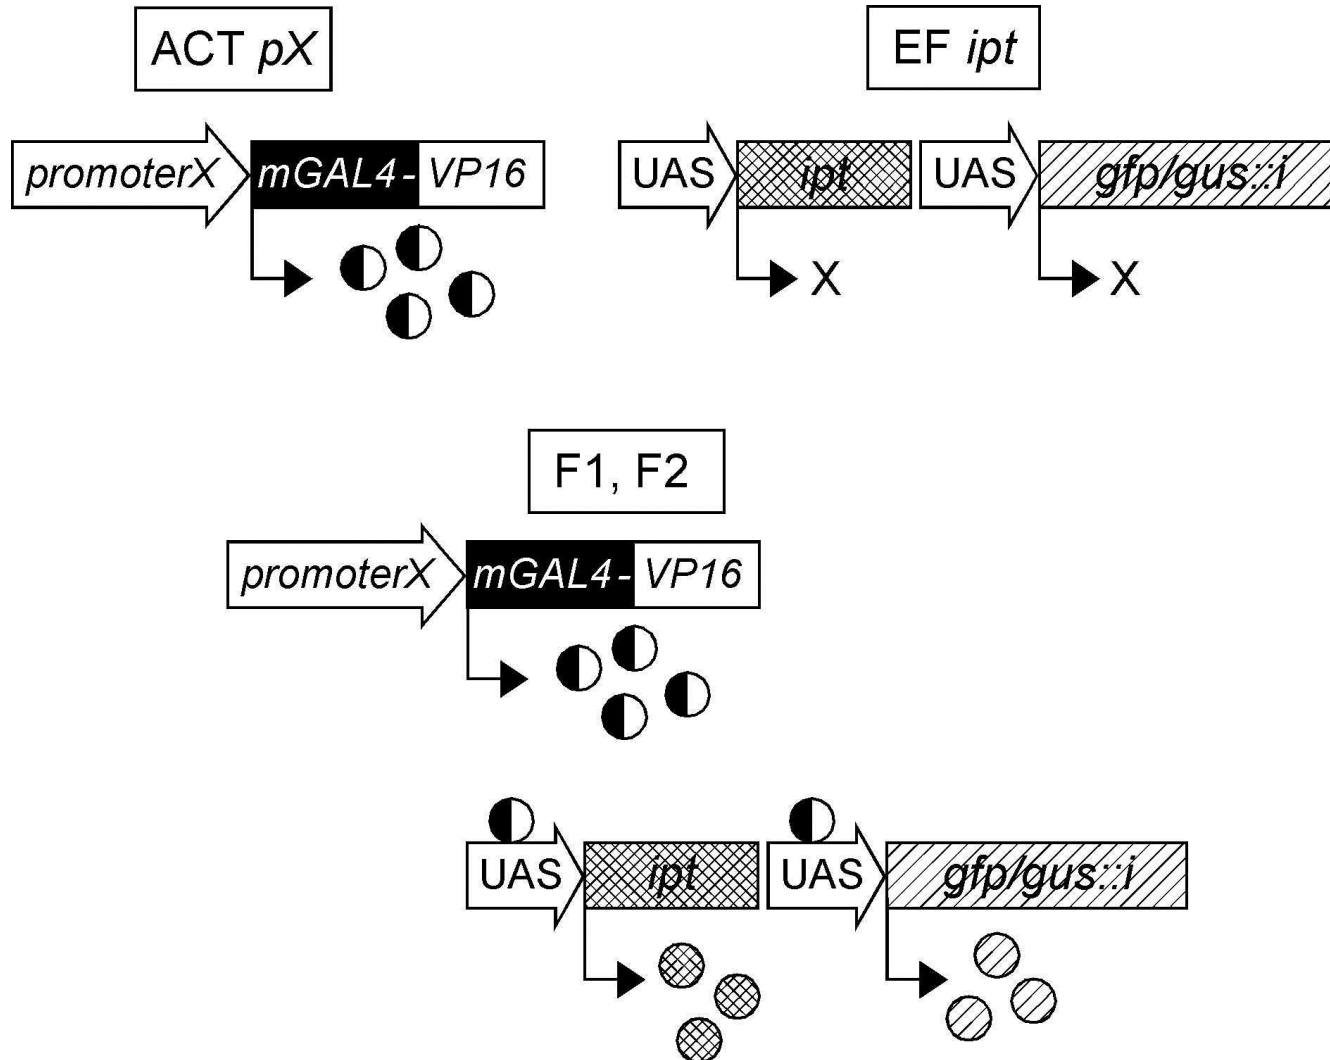 ACT pX
EF ipt
promoterX mGAL4- VP16
UAS ipt UAS gfp/gus::i
X X
F1, F2
promoterX mGAL4- VP16
UAS ipt UAS gfp/gus::i